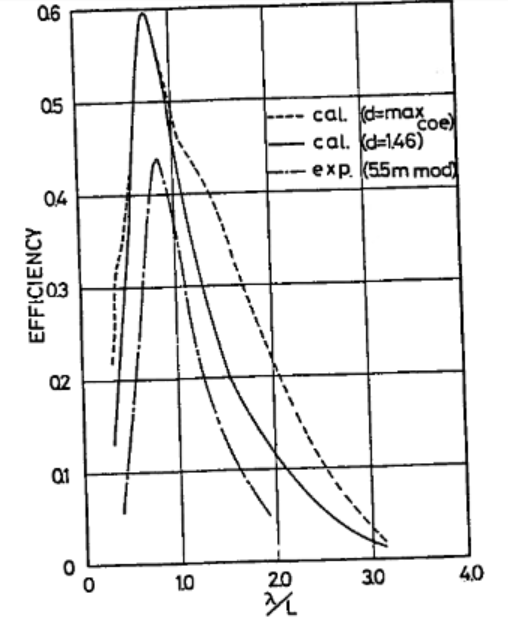 0.6
0.5
0.4
0.3
0.2
0.1
0
EFFICIENCY
cal. (d=max coe)
cal. (d=1.46)
exp. (5.5m mod)
0 1.0 2.0 3.0 4.0
λ/L